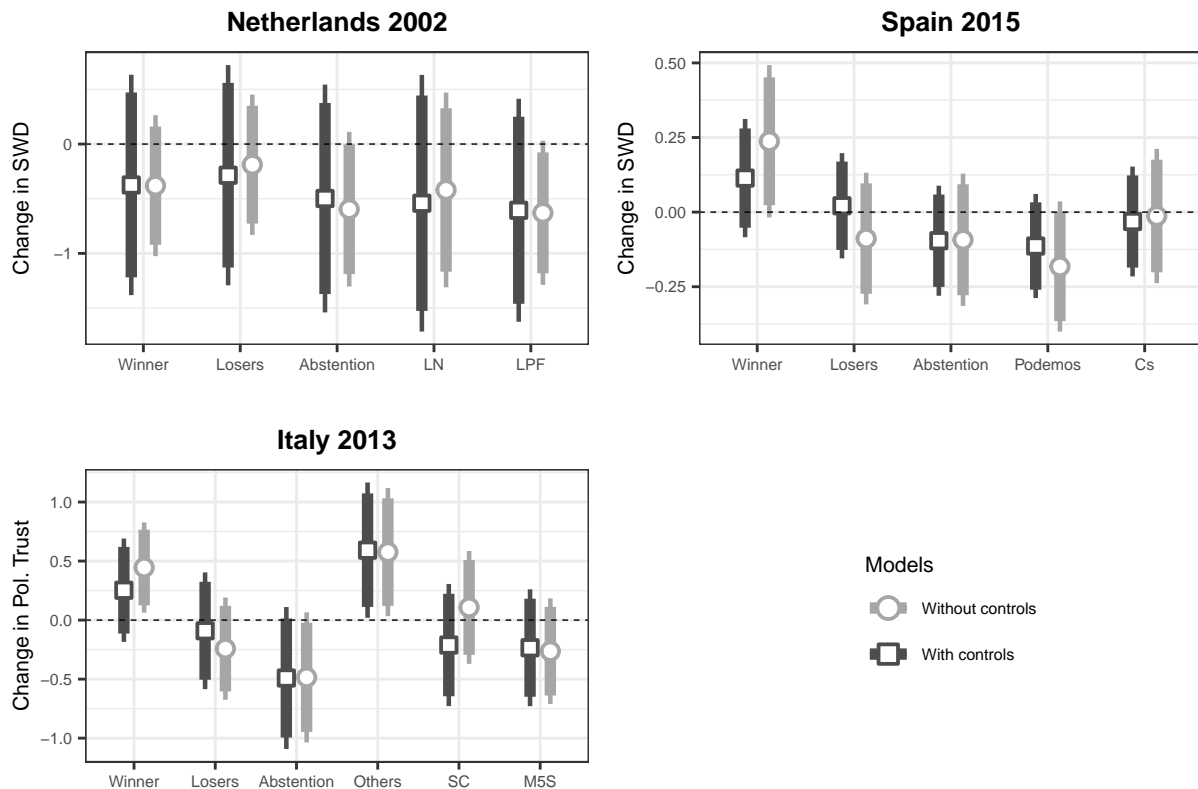 Netherlands 2002
Change in SWD
0
−1
Winner Losers Abstention LN LPF
Spain 2015
Change in SWD
0.50
0.25
0.00
−0.25
Winner Losers Abstention Podemos Cs
Italy 2013
Change in Pol. Trust
1.0
0.5
0.0
−0.5
−1.0
Winner Losers Abstention Others SC M5S
Models
Without controls
With controls